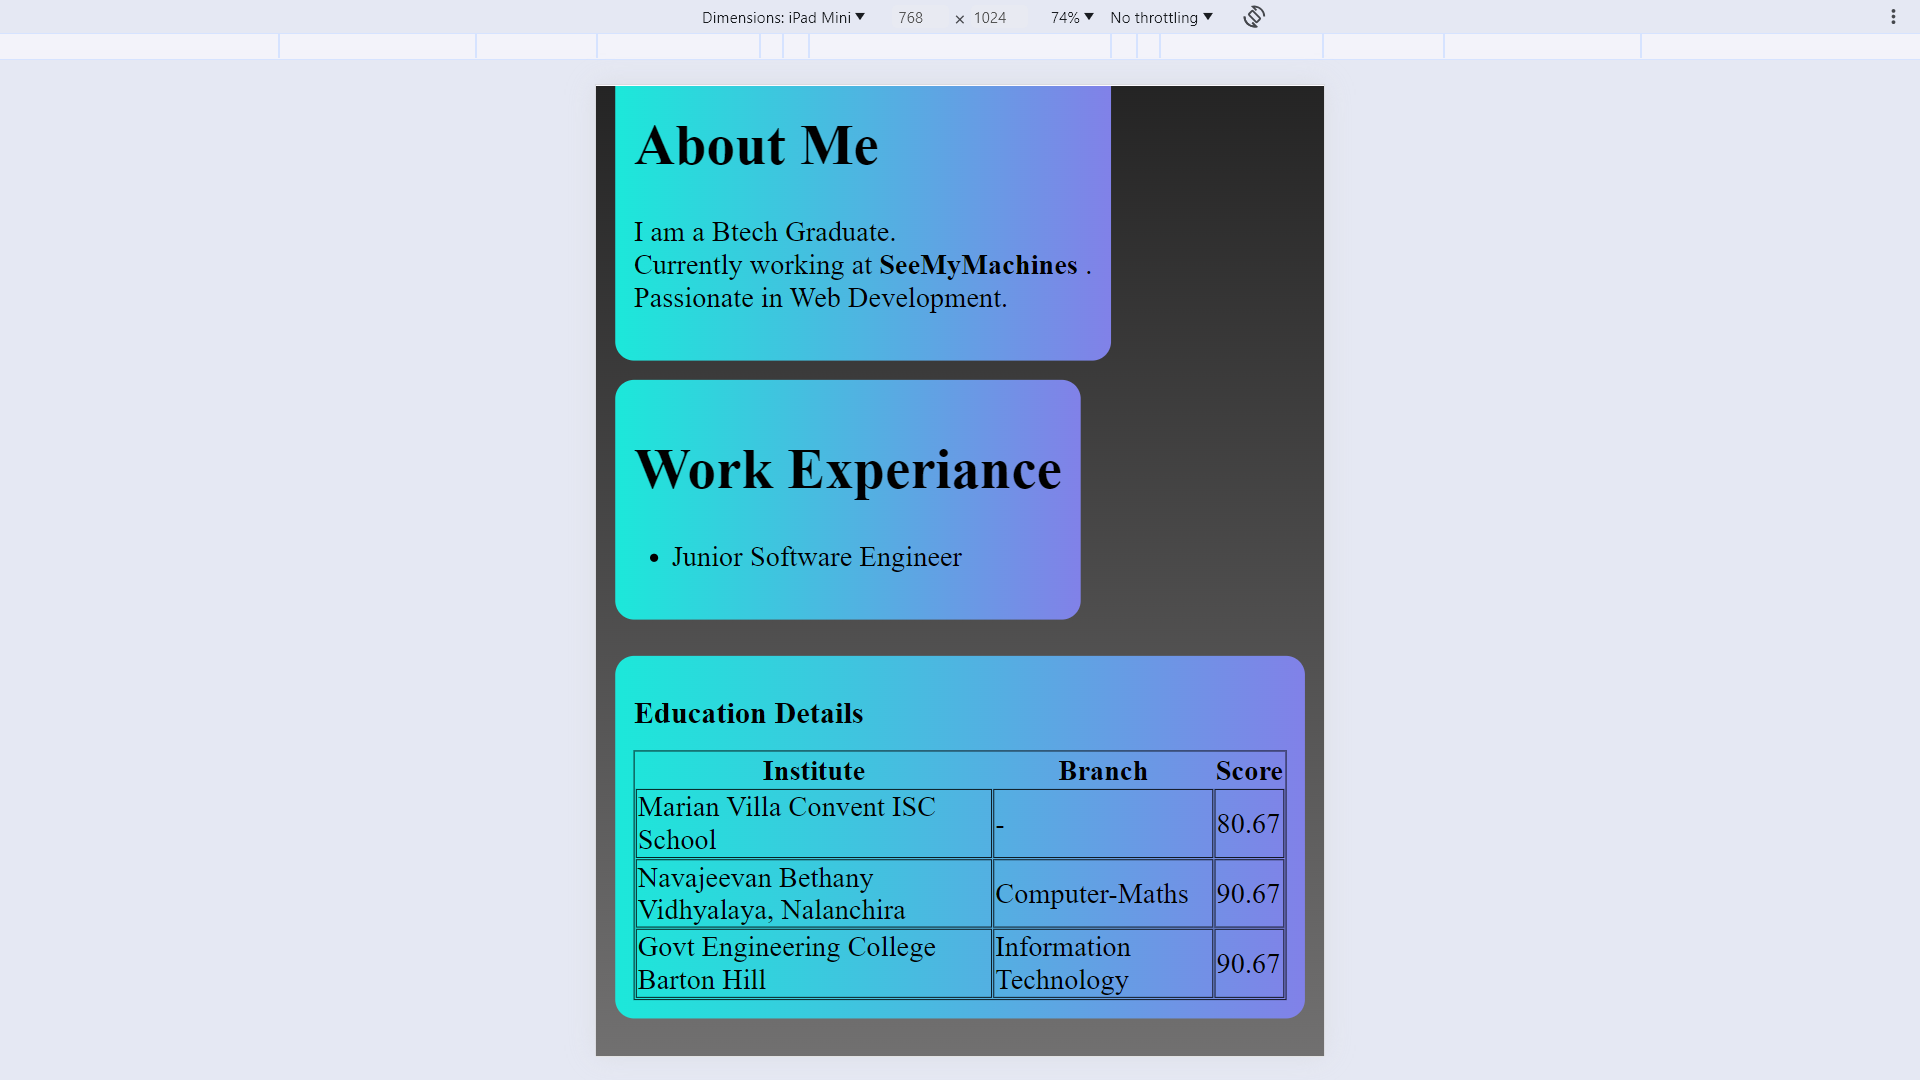 Dimensions: iPad Mini 768 × 1024 74% No throttling
About Me
I am a Btech Graduate.
Currently working at SeeMyMachines .
Passionate in Web Development.
Work Experiance
• Junior Software Engineer
Education Details
Institute Branch Score
Marian Villa Convent ISC
School
- 80.67
Navajeevan Bethany
Vidhyalaya, Nalanchira
Computer-Maths 90.67
Govt Engineering College
Barton Hill
Information
Technology
90.67